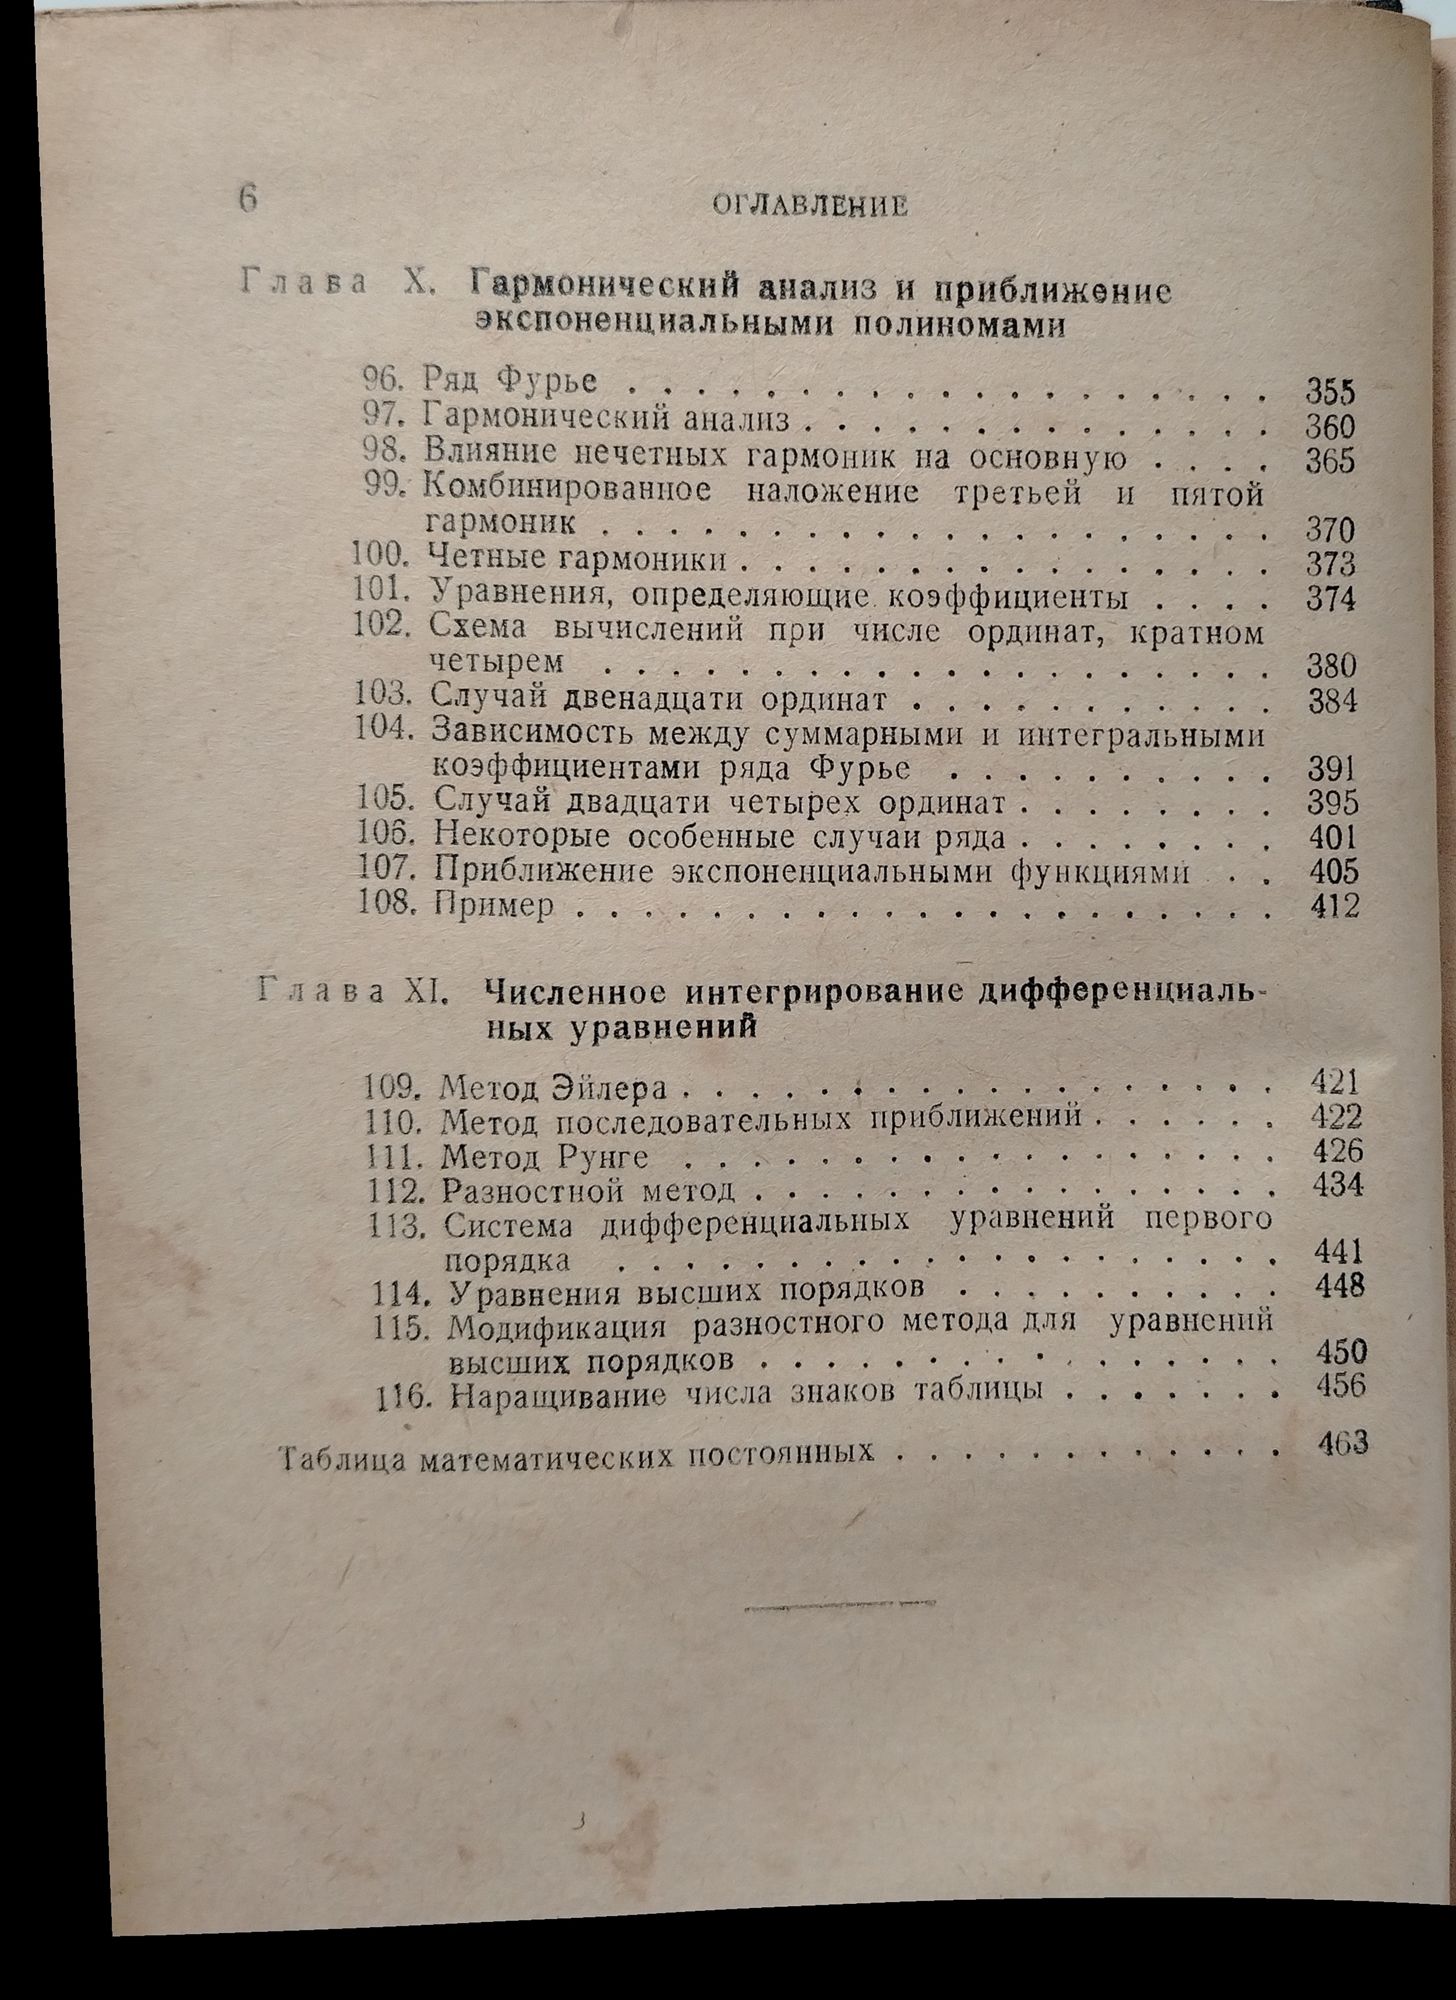 6 ОГЛАВЛЕНИЕ
Глава X. Гармонический анализ и приближение
экспоненциальными полиномами
96. Ряд Фурье . . . . . . . . . . . . . . . . . . . 355
97. Гармонический анализ . . . . . . . . . . . . . . 360
98. Влияние нечетных гармоник на основную . . . . 365
99. Комбинированное наложение третьей и пятой
гармоник . . . . . . . . . . . . . . . . . . . . 370
100. Четные гармоники . . . . . . . . . . . . . . . . 373
101. Уравнения, определяющие коэффициенты . . . . 374
102. Схема вычислений при числе ординат, кратном
четырем . . . . . . . . . . . . . . . . . . . . 380
103. Случай двенадцати ординат . . . . . . . . . . . 384
104. Зависимость между суммарными и интегральными
коэффициентами ряда Фурье . . . . . . . . . . 391
105. Случай двадцати четырех ординат . . . . . . . . 395
106. Некоторые особенные случаи ряда . . . . . . . . 401
107. Приближение экспоненциальными функциями . . 405
108. Пример . . . . . . . . . . . . . . . . . . . . . 412
Глава XI. Численное интегрирование дифференциаль-
ных уравнений
109. Метод Эйлера . . . . . . . . . . . . . . . . . . 421
110. Метод последовательных приближений . . . . . . 422
111. Метод Рунге . . . . . . . . . . . . . . . . . . 426
112. Разностной метод . . . . . . . . . . . . . . . . 434
113. Система дифференциальных уравнений первого
порядка . . . . . . . . . . . . . . . . . . . . 441
114. Уравнения высших порядков . . . . . . . . . . 448
115. Модификация разностного метода для уравнений
высших порядков . . . . . . . . . . . . . . . . 450
116. Наращивание числа знаков таблицы . . . . . . . 456
Таблица математических постоянных . . . . . . . . . . . . 463